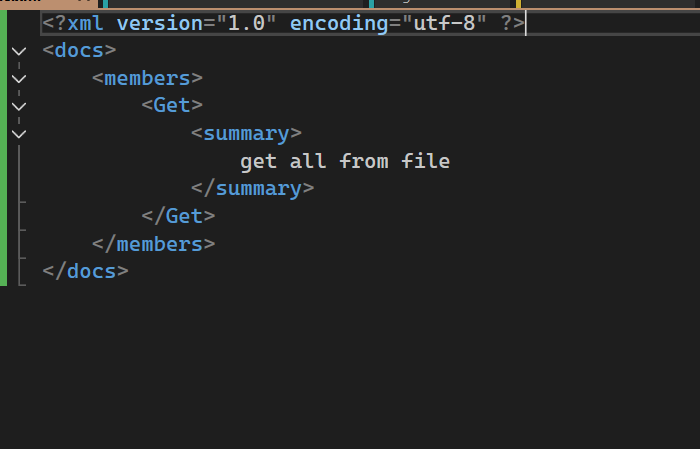 <?xml version="1.0" encoding="utf-8" ?>
<docs>
<members>
<Get>
<summary>
get all from file
</summary>
</Get>
</members>
</docs>